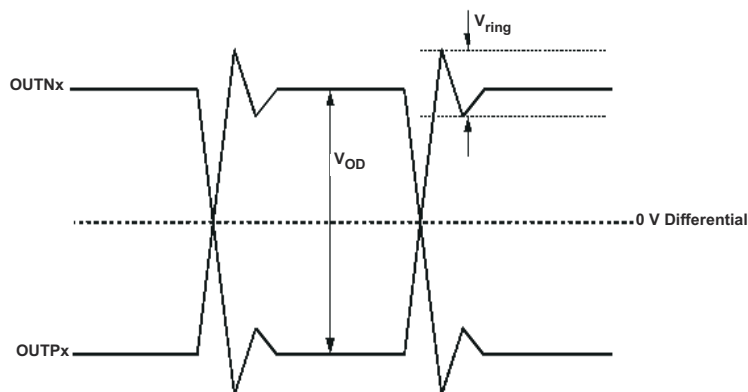 Vring
OUTNx
VOD
0 V Differential
OUTPx